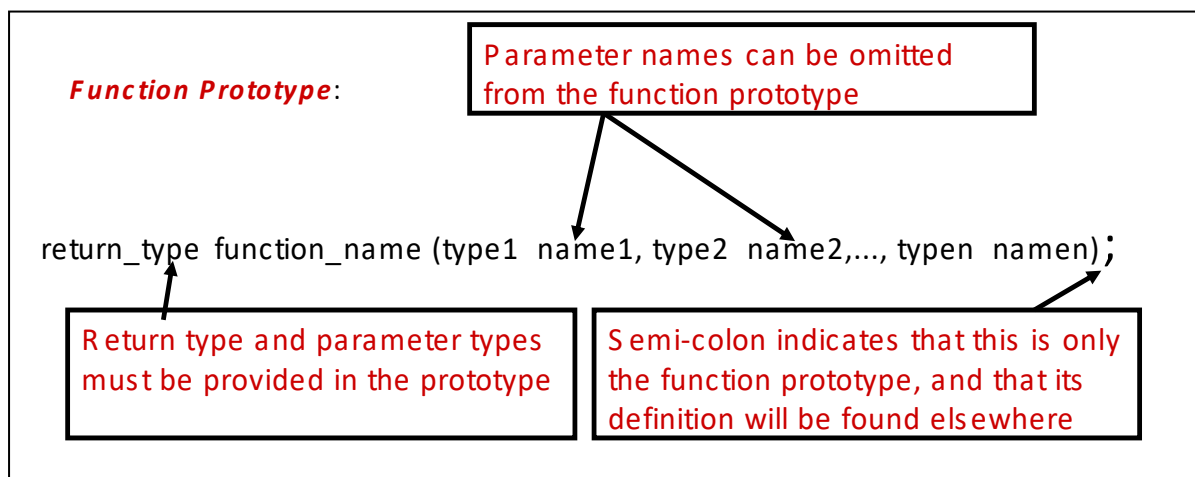 Parameter names can be omitted
from the function prototype
Function Prototype:
return_type function_name (type1 name1, type2 name2,..., typen namen);
Return type and parameter types
must be provided in the prototype
Semi-colon indicates that this is only
the function prototype, and that its
definition will be found elsewhere